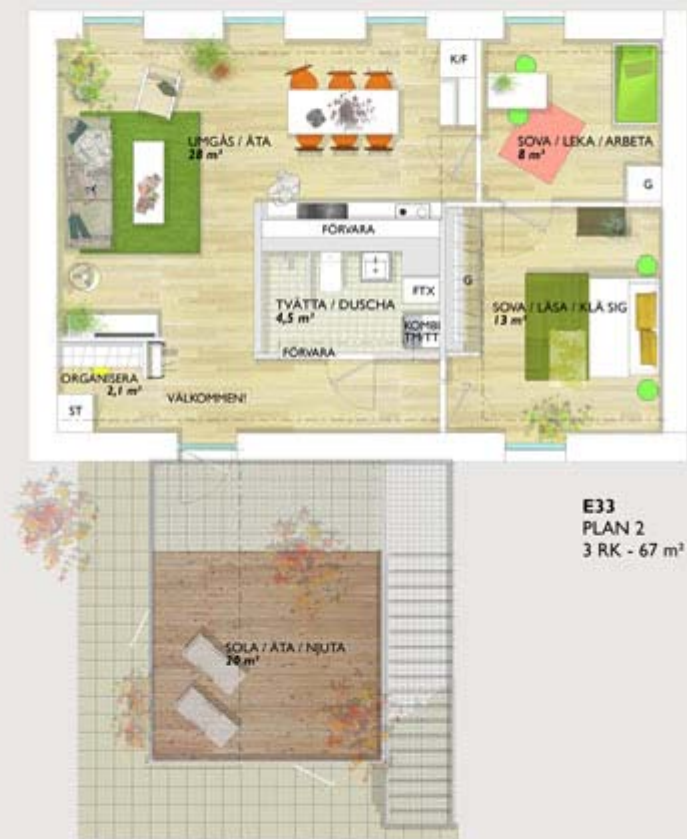 K/F
UMGÅS / ÄTA
28 m²
SOVA / LEKA / ARBETA
8 m²
G
FÖRVARA
TVÄTTA / DUSCHA
4,5 m²
FTX
KOMBI
TM/TT
FÖRVARA
G
SOVA / LÄSA / KLÄ SIG
13 m²
ORGANISERA
2,1 m²
ST
VÄLKOMMEN!
E33
PLAN 2
3 RK - 67 m²
SOLA / ÄTA / NJUTA
20 m²